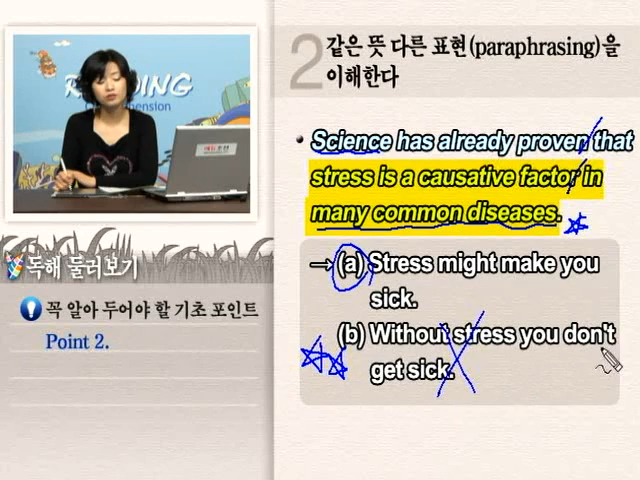 READING
Comprehension
독해 둘러보기
꼭 알아 두어야 할 기초 포인트
Point 2.
2 같은 뜻 다른 표현(paraphrasing)을
이해한다
• Science has already proven that
stress is a causative factor in
many common diseases.
→ (a) Stress might make you
sick.
(b) Without stress you don't
get sick.